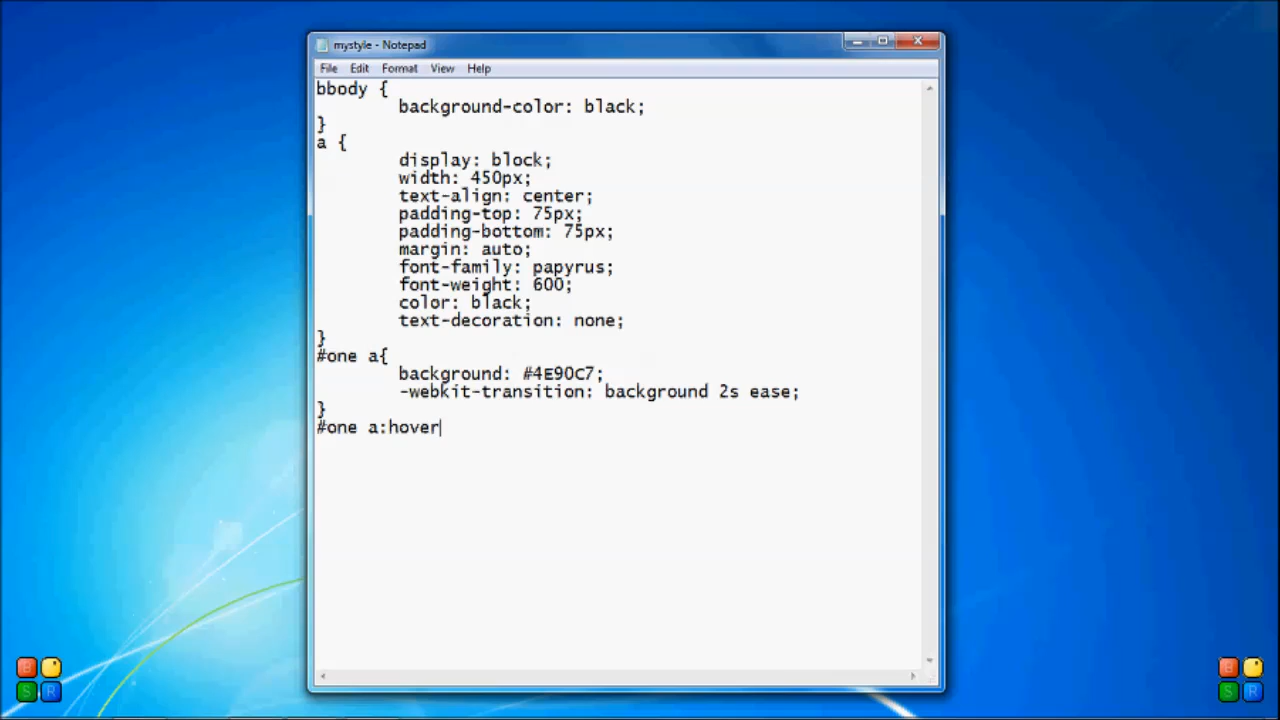 mystyle - Notepad
File Edit Format View Help
bbody {
background-color: black;
}
a {
display: block;
width: 450px;
text-align: center;
padding-top: 75px;
padding-bottom: 75px;
margin: auto;
font-family: papyrus;
font-weight: 600;
color: black;
text-decoration: none;
}
#one a{
background: #4E90C7;
-webkit-transition: background 2s ease;
}
#one a:hover
B
S R
B
S R